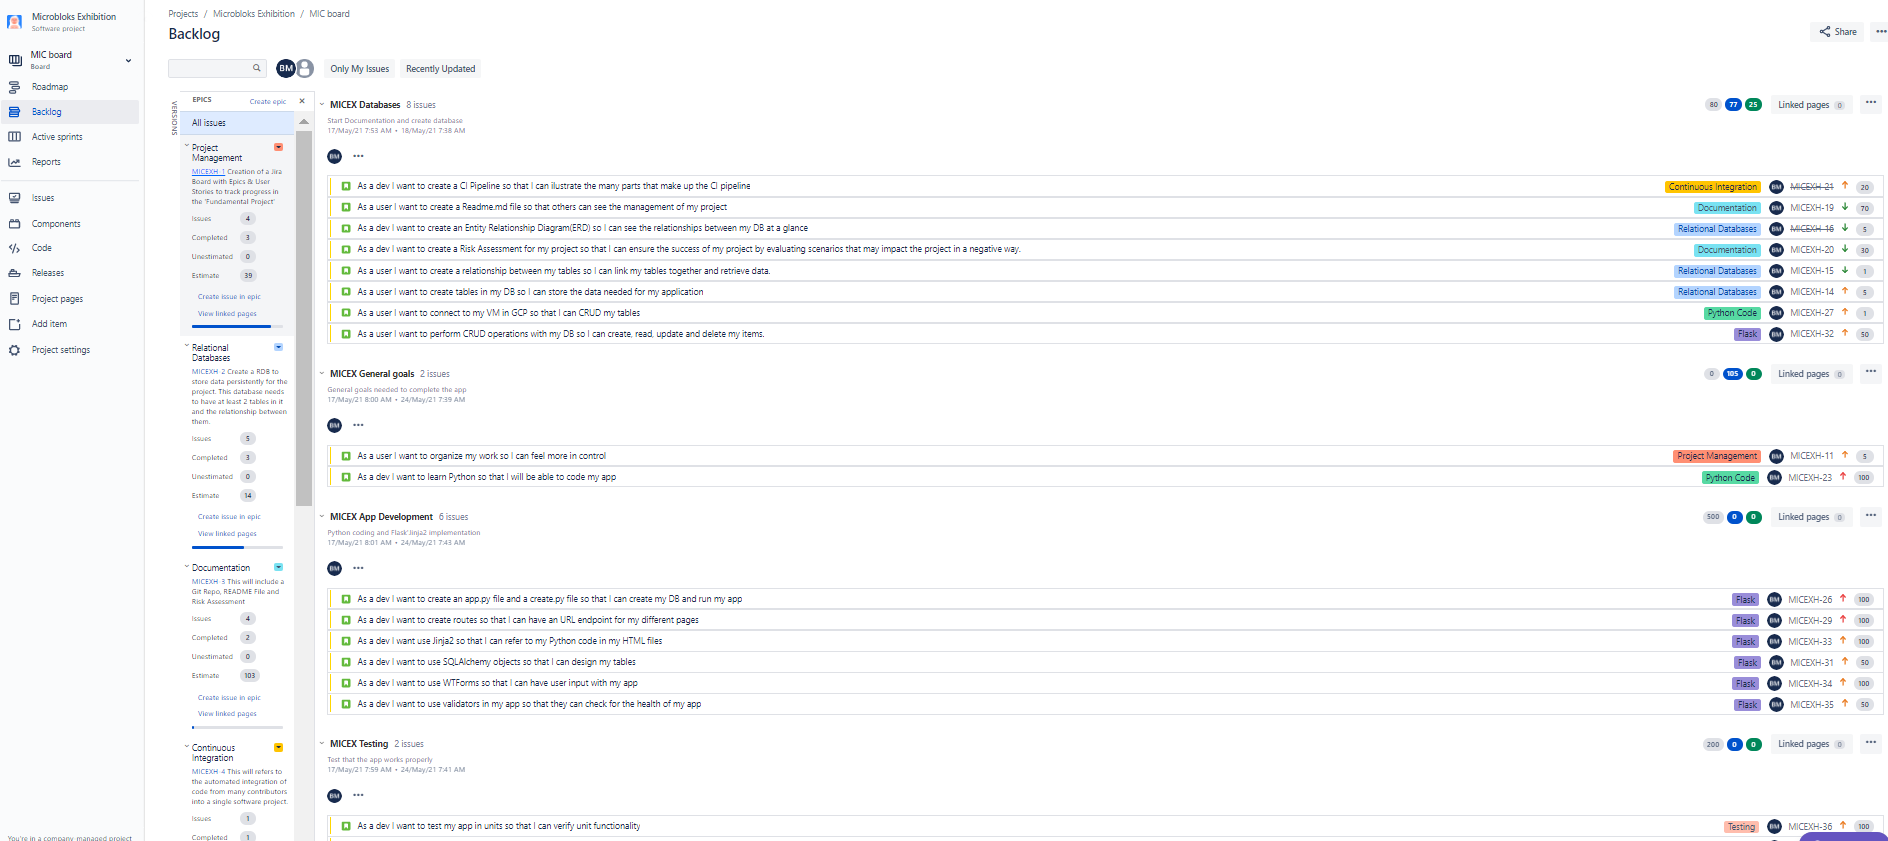 Microbloks Exhibition
Software project
MIC board
Board
Roadmap
Backlog
Active sprints
Reports
Issues
Components
Code
Releases
Project pages
Add item
Project settings
You're in a company-managed project
Projects / Microbloks Exhibition / MIC board
Backlog
Share
BM
Only My Issues
Recently Updated
VERSIONS
EPICS
Create epic
All issues
Project
Management
MICEXH-1 Creation of a Jira
Board with Epics & User
Stories to track progress in
the 'Fundamental Project'
Issues 4
Completed 3
Unestimated 0
Estimate 39
Create issue in epic
View linked pages
Relational
Databases
MICEXH-2 Create a RDB to
store data persistently for the
project. This database needs
to have at least 2 tables in it
and the relationship between
them.
Issues 5
Completed 3
Unestimated 0
Estimate 14
Create issue in epic
View linked pages
Documentation
MICEXH-3 This will include a
Git Repo, README File and
Risk Assessment
Issues 4
Completed 2
Unestimated 0
Estimate 103
Create issue in epic
View linked pages
Continuous
Integration
MICEXH-4 This will refers to
the automated integration of
code from many contributors
into a single software project.
Issues 1
Completed 1
MICEX Databases 8 issues 80 77 25 Linked pages 0
Start Documentation and create database
17/May/21 7:53 AM • 18/May/21 7:38 AM
BM
As a dev I want to create a CI Pipeline so that I can ilustrate the many parts that make up the CI pipeline Continuous Integration BM MICEXH-21 20
As a user I want to create a Readme.md file so that others can see the management of my project Documentation BM MICEXH-19 70
As a dev I want to create an Entity Relationship Diagram(ERD) so I can see the relationships between my DB at a glance Relational Databases BM MICEXH-16 5
As a dev I want to create a Risk Assessment for my project so that I can ensure the success of my project by evaluating scenarios that may impact the project in a negative way. Documentation BM MICEXH-20 30
As a user I want to create a relationship between my tables so I can link my tables together and retrieve data. Relational Databases BM MICEXH-15 1
As a user I want to create tables in my DB so I can store the data needed for my application Relational Databases BM MICEXH-14 5
As a user I want to connect to my VM in GCP so that I can CRUD my tables Python Code BM MICEXH-27 1
As a user I want to perform CRUD operations with my DB so I can create, read, update and delete my items. Flask BM MICEXH-32 50
MICEX General goals 2 issues 0 105 0 Linked pages 0
General goals needed to complete the app
17/May/21 8:00 AM • 24/May/21 7:39 AM
BM
As a user I want to organize my work so I can feel more in control Project Management BM MICEXH-11 5
As a dev I want to learn Python so that I will be able to code my app Python Code BM MICEXH-23 100
MICEX App Development 6 issues 500 0 0 Linked pages 0
Python coding and Flask'Jinja2 implementation
17/May/21 8:01 AM • 24/May/21 7:43 AM
BM
As a dev I want to create an app.py file and a create.py file so that I can create my DB and run my app Flask BM MICEXH-26 100
As a dev I want to create routes so that I can have an URL endpoint for my different pages Flask BM MICEXH-29 100
As a dev I want use Jinja2 so that I can refer to my Python code in my HTML files Flask BM MICEXH-33 100
As a dev I want to use SQLAlchemy objects so that I can design my tables Flask BM MICEXH-31 50
As a dev I want to use WTForms so that I can have user input with my app Flask BM MICEXH-34 100
As a dev I want to use validators in my app so that they can check for the health of my app Flask BM MICEXH-35 50
MICEX Testing 2 issues 200 0 0 Linked pages 0
Test that the app works properly
17/May/21 7:59 AM • 24/May/21 7:41 AM
BM
As a dev I want to test my app in units so that I can verify unit functionality Testing BM MICEXH-36 100